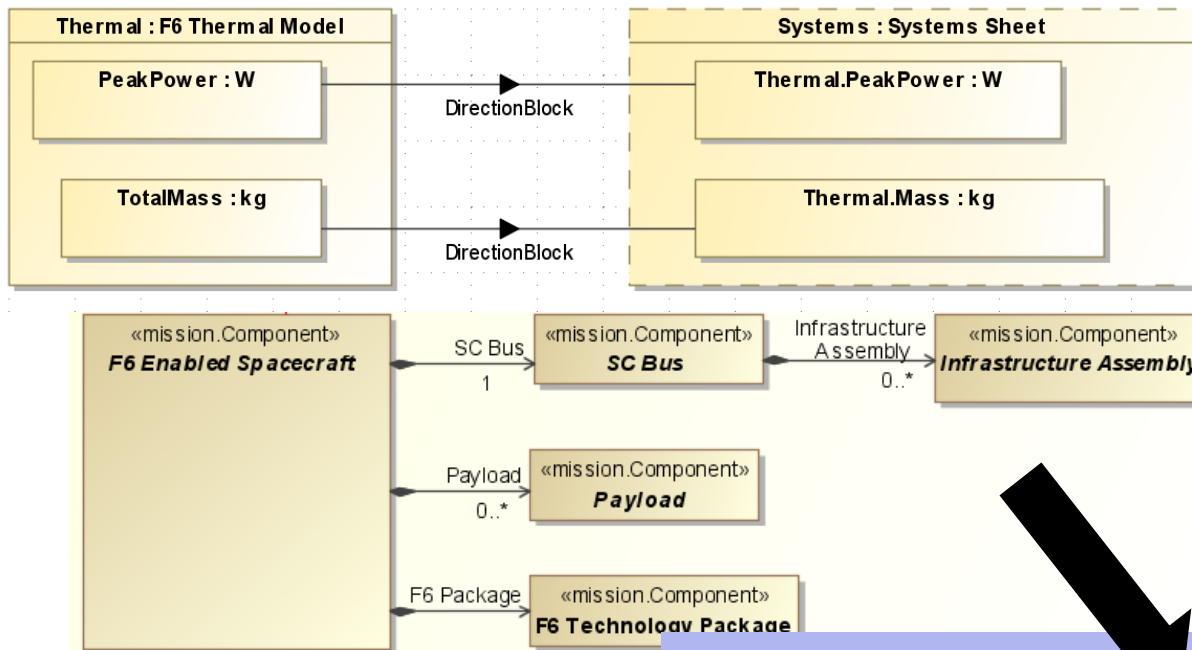 Thermal : F6 Thermal Model
Systems : Systems Sheet
PeakPower : W
DirectionBlock
Thermal.PeakPower : W
TotalMass : kg
DirectionBlock
Thermal.Mass : kg
«mission.Component»
F6 Enabled Spacecraft
SC Bus
1
«mission.Component»
SC Bus
Infrastructure
Assembly
0..*
«mission.Component»
Infrastructure Assembly
Payload
0..*
«mission.Component»
Payload
F6 Package
«mission.Component»
F6 Technology Package